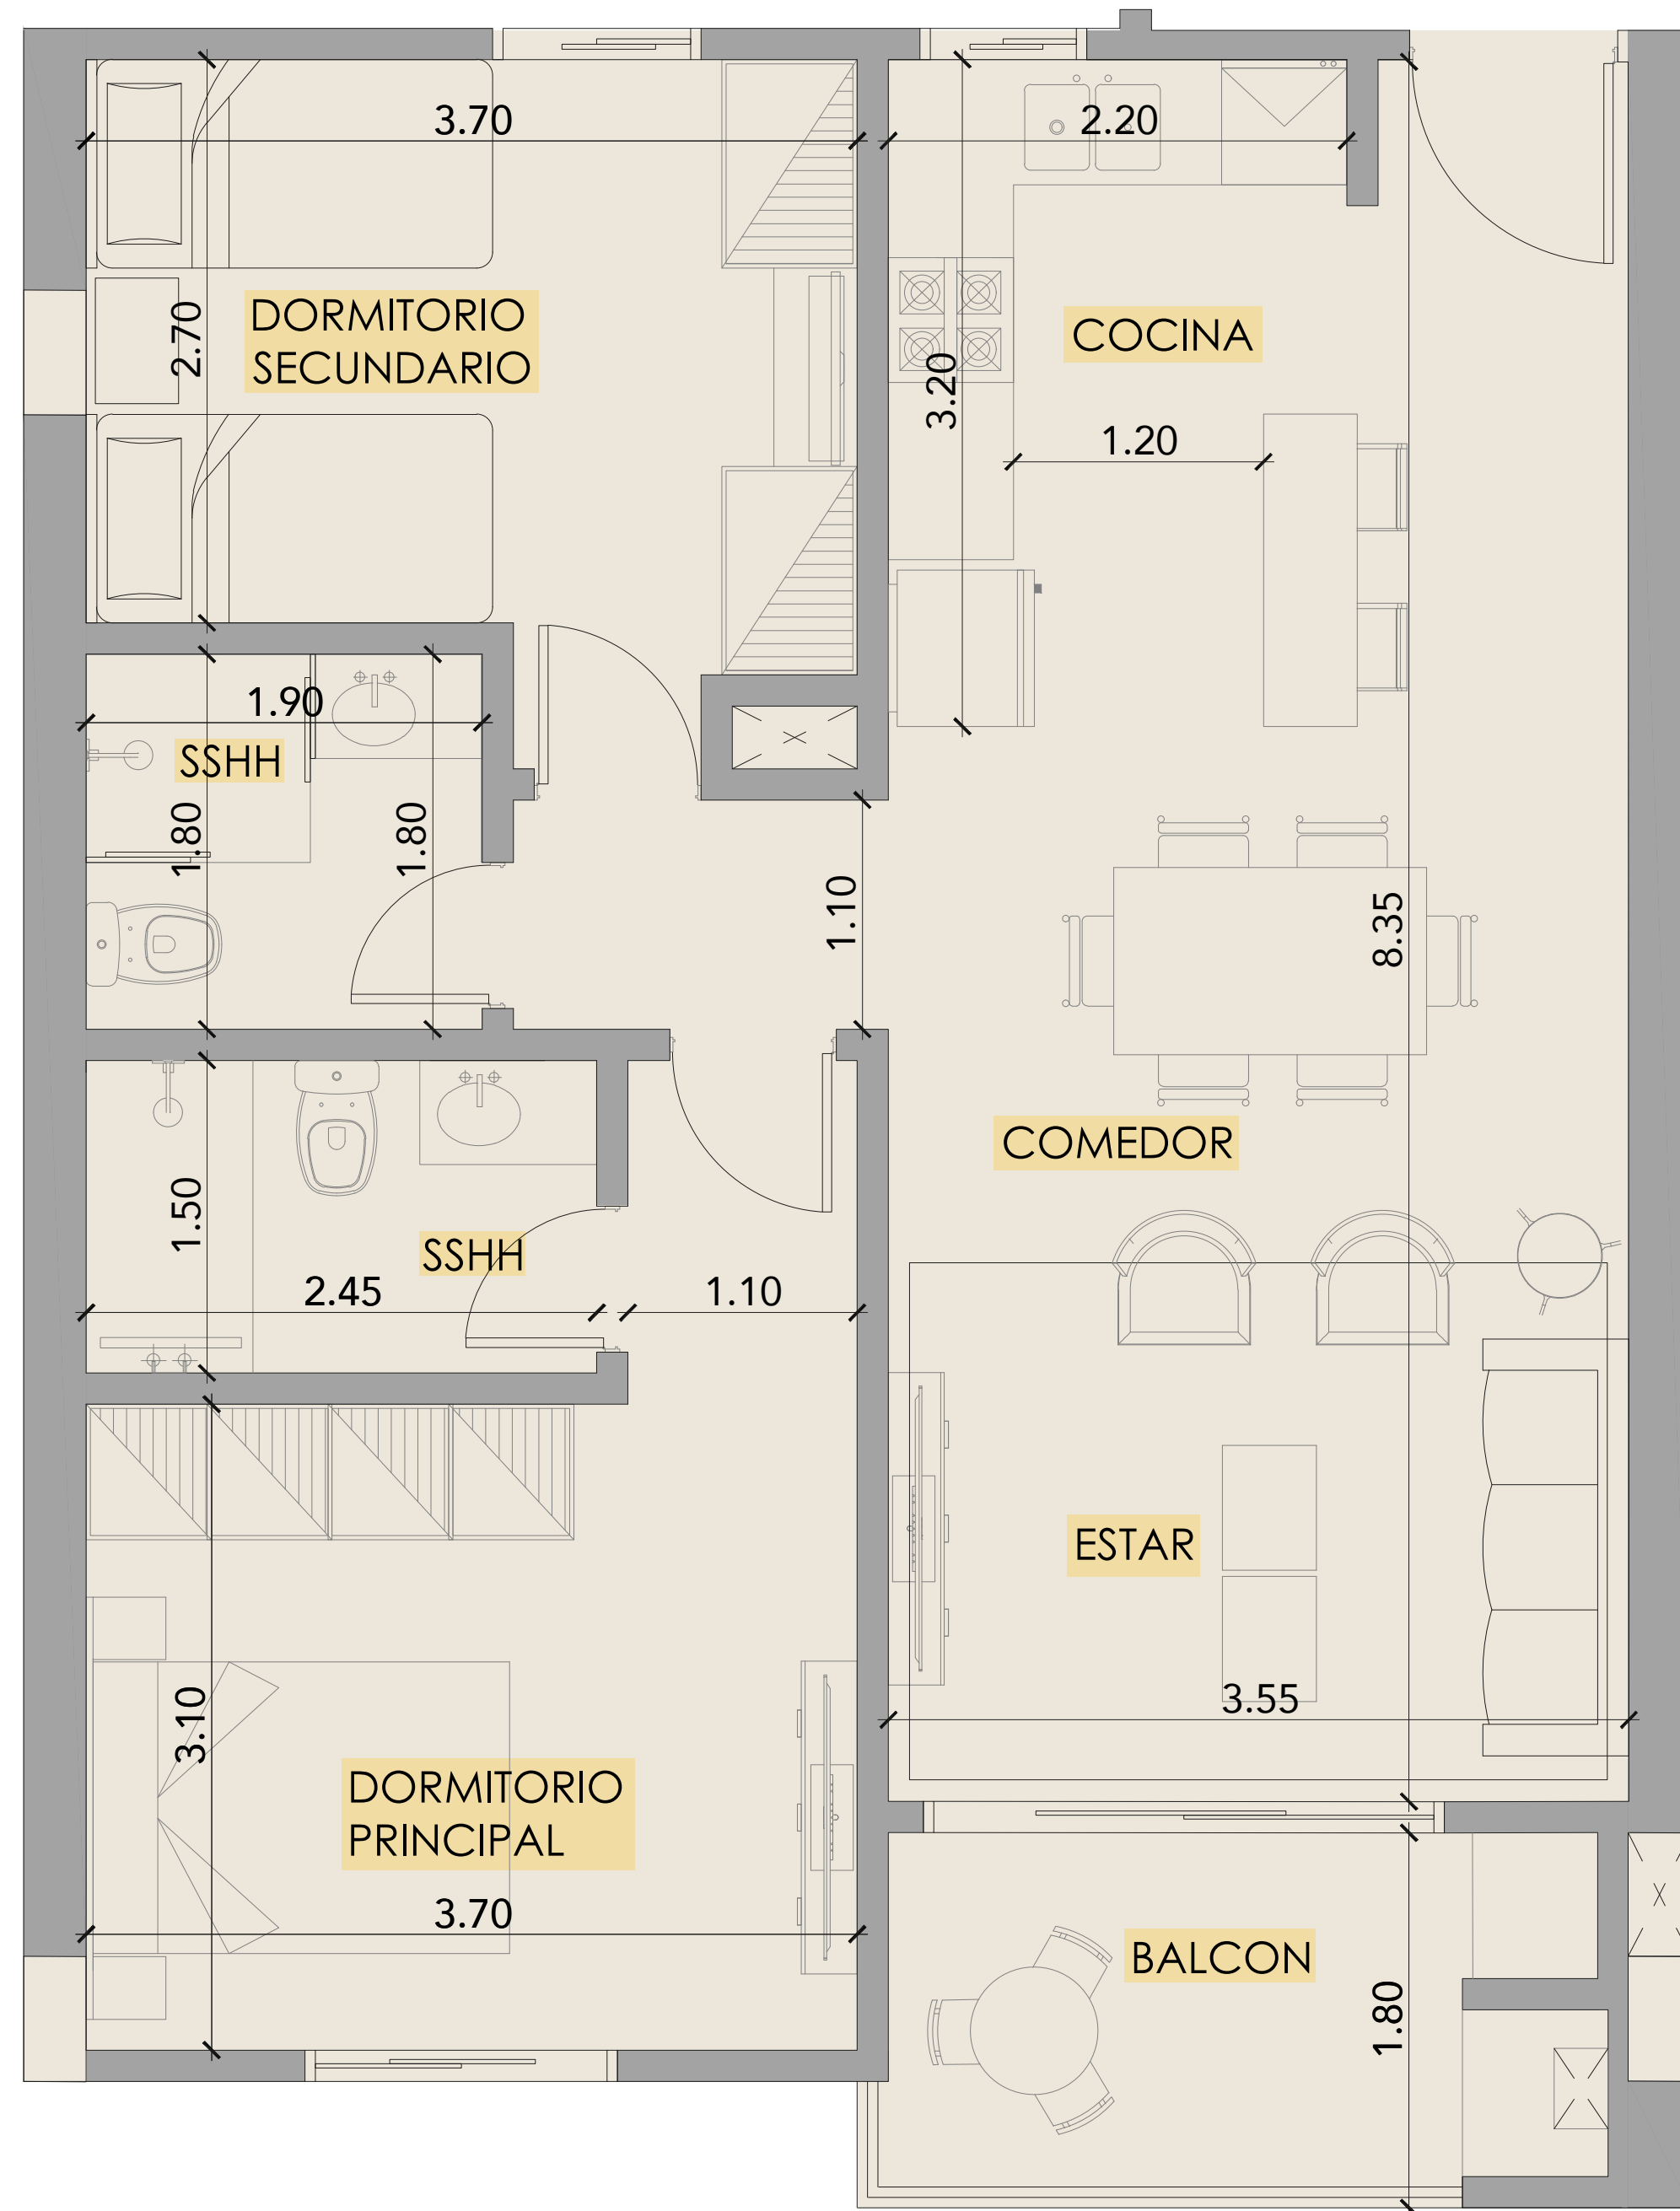 3.70
2.20
2.70
DORMITORIO
SECUNDARIO
COCINA
3.20
1.20
1.90
SSHH
1.80
1.80
1.10
8.35
COMEDOR
1.50
SSHH
2.45
1.10
ESTAR
3.55
3.10
DORMITORIO
PRINCIPAL
3.70
BALCON
1.80